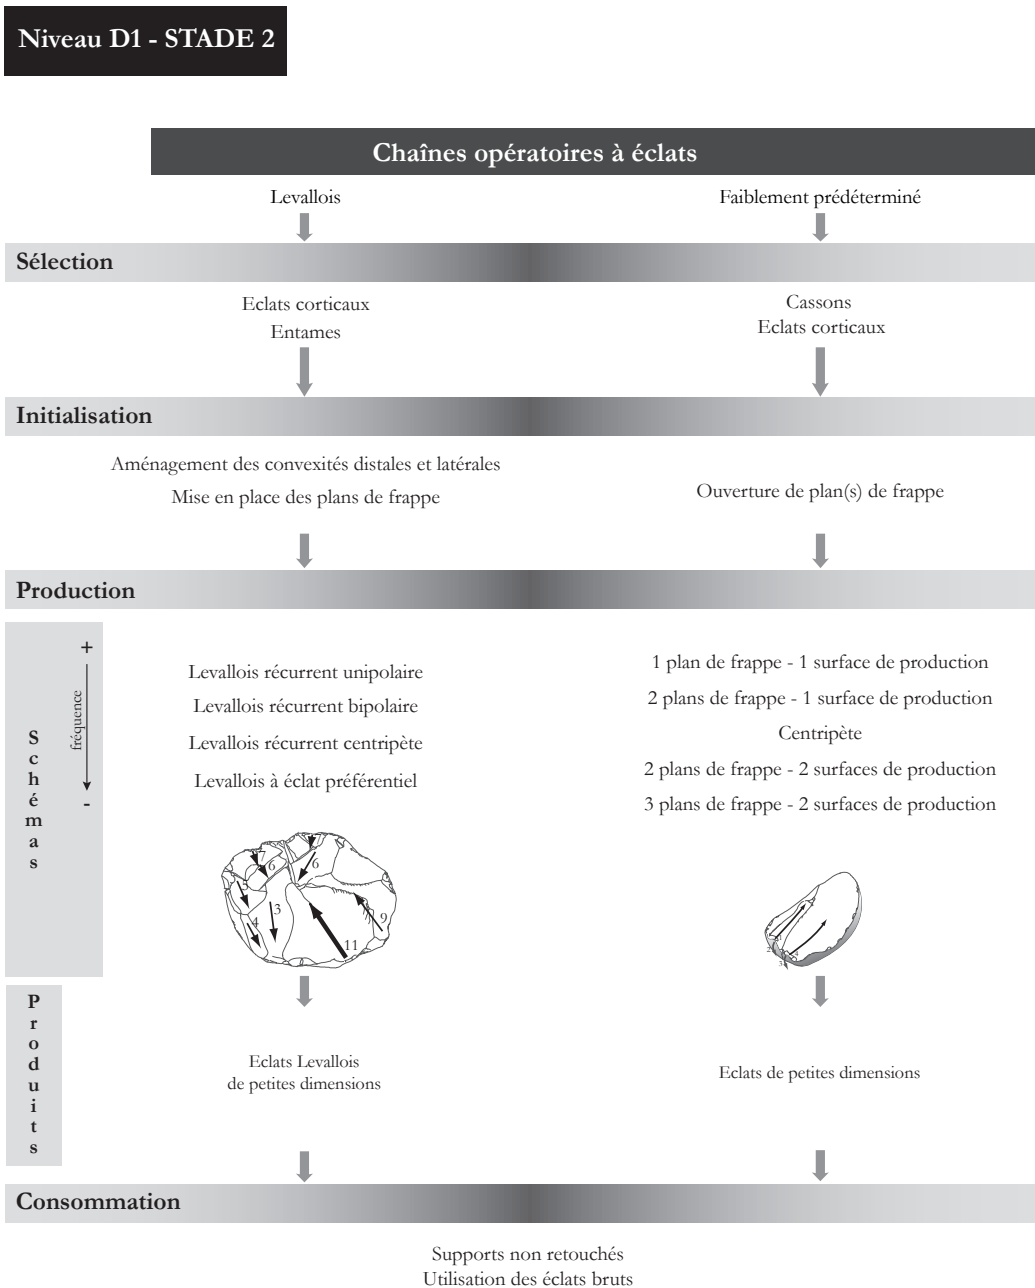 Niveau D1 - STADE 2
Chaînes opératoires à éclats
Levallois
Faiblement prédéterminé
Sélection
Eclats corticaux
Entames
Cassons
Eclats corticaux
Initialisation
Aménagement des convexités distales et latérales
Mise en place des plans de frappe
Ouverture de plan(s) de frappe
Production
Schémas
+
fréquence
-
Levallois récurrent unipolaire
Levallois récurrent bipolaire
Levallois récurrent centripète
Levallois à éclat préférentiel
1 plan de frappe - 1 surface de production
2 plans de frappe - 1 surface de production
Centripète
2 plans de frappe - 2 surfaces de production
3 plans de frappe - 2 surfaces de production
7
7
6
6
5
4
3
9
11
Produits
Eclats Levallois
de petites dimensions
Eclats de petites dimensions
Consommation
Supports non retouchés
Utilisation des éclats bruts